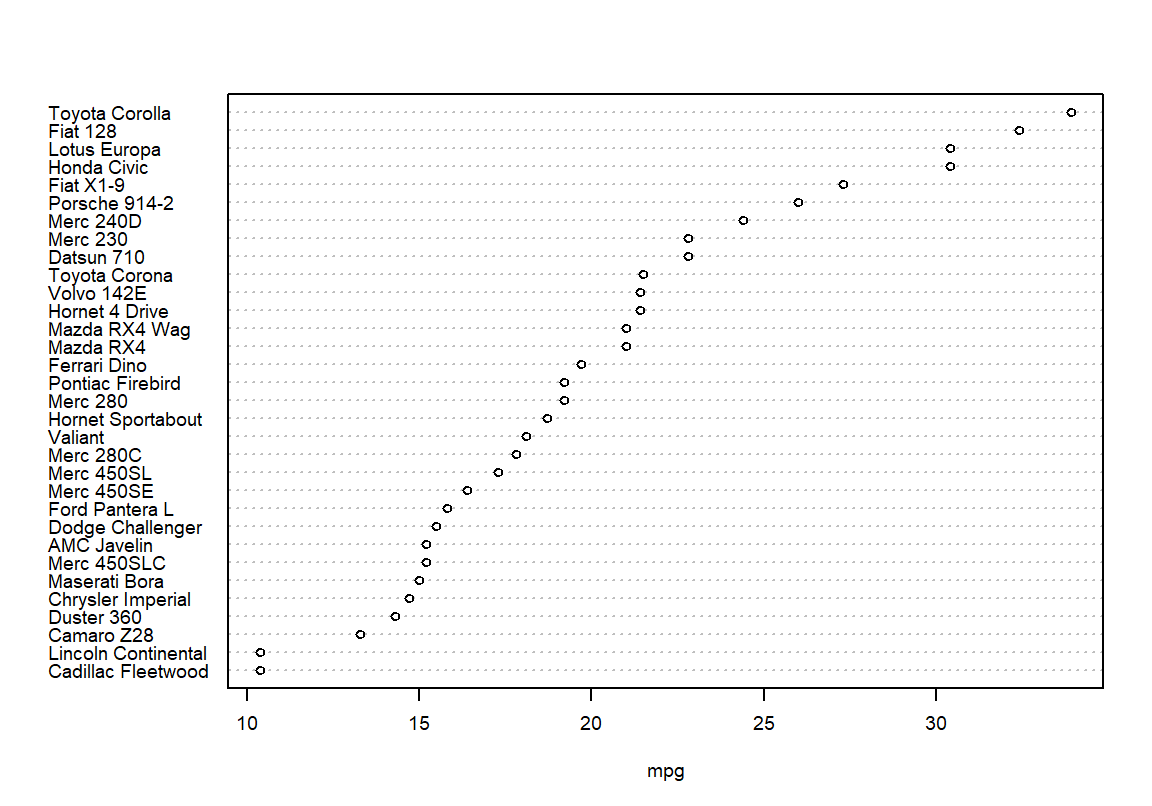 Toyota Corolla
Fiat 128
Lotus Europa
Honda Civic
Fiat X1-9
Porsche 914-2
Merc 240D
Merc 230
Datsun 710
Toyota Corona
Volvo 142E
Hornet 4 Drive
Mazda RX4 Wag
Mazda RX4
Ferrari Dino
Pontiac Firebird
Merc 280
Hornet Sportabout
Valiant
Merc 280C
Merc 450SL
Merc 450SE
Ford Pantera L
Dodge Challenger
AMC Javelin
Merc 450SLC
Maserati Bora
Chrysler Imperial
Duster 360
Camaro Z28
Lincoln Continental
Cadillac Fleetwood
10 15 20 25 30
mpg